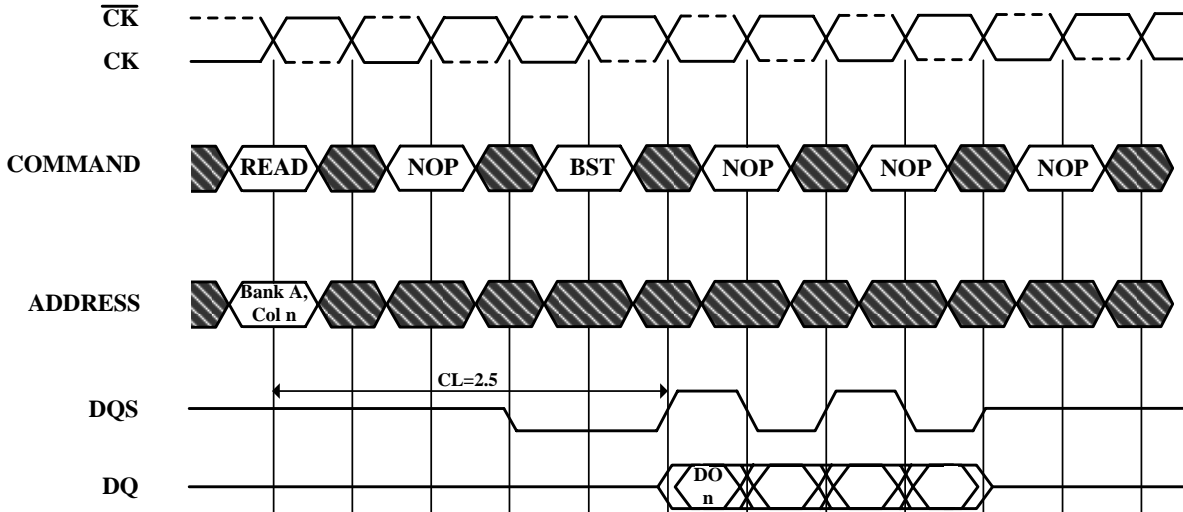 CK
CK
COMMAND
READ
NOP
BST
NOP
NOP
NOP
ADDRESS
Bank A,
Col n
CL=2.5
DQS
DQ
DO
n